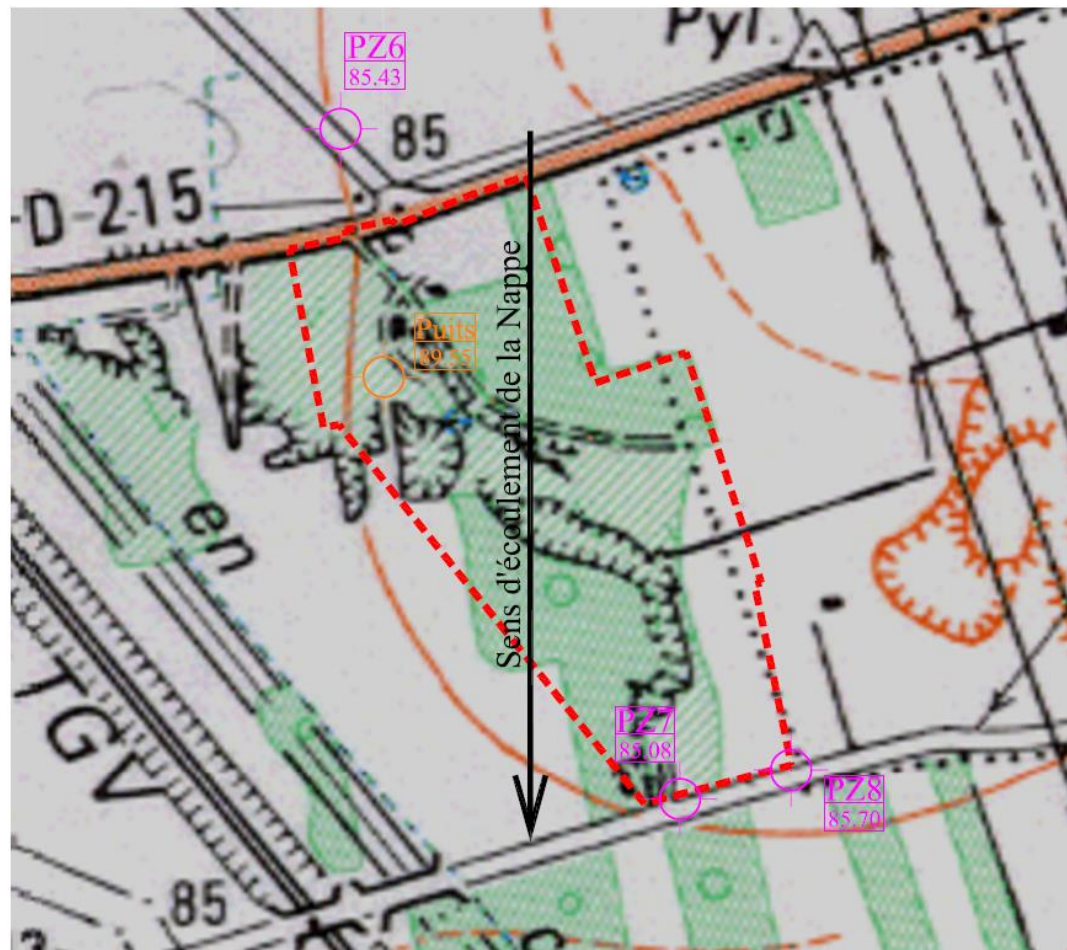 Pyl.
PZ6
85.43
85
D-215
Puits
89.55
Sens d'écoulement de la Nappe
en
TGV
PZ7
85.08
PZ8
85.70
85